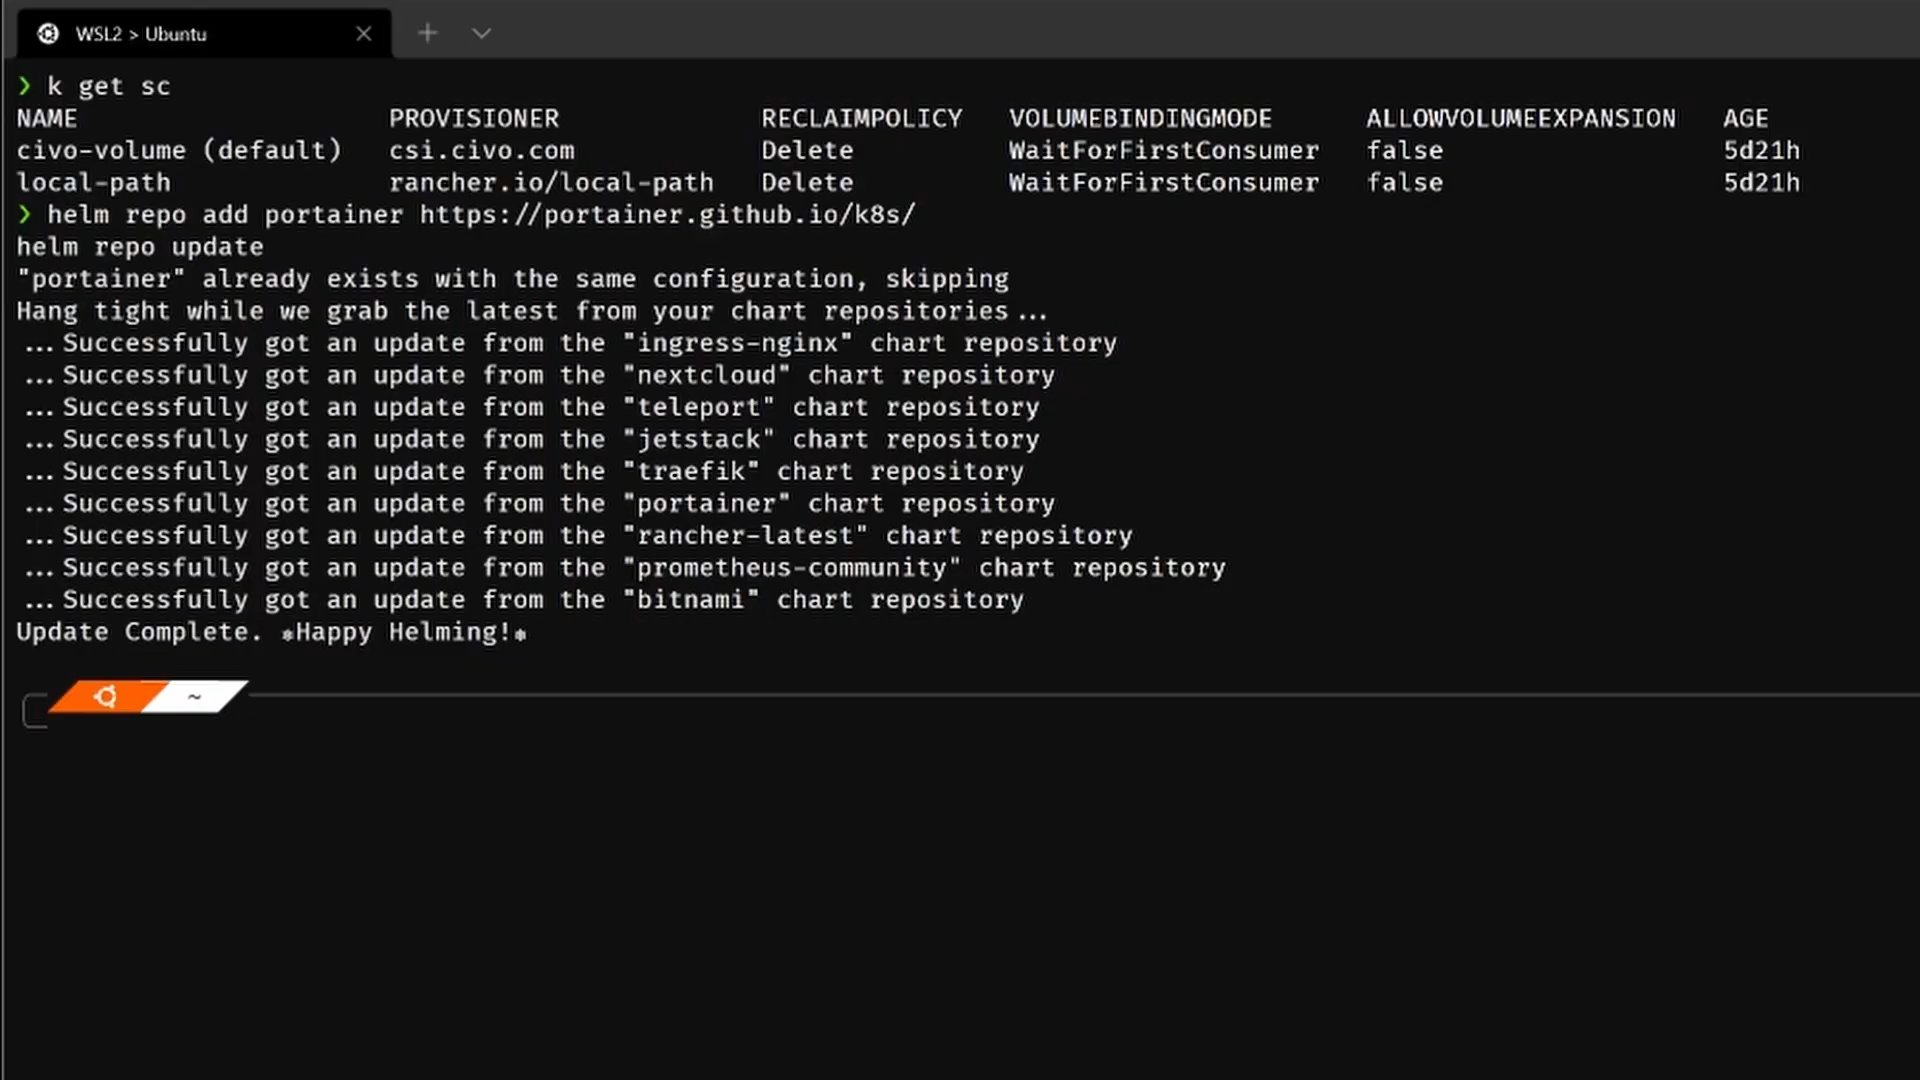 WSL2 > Ubuntu
❯ k get sc
NAME PROVISIONER RECLAIMPOLICY VOLUMEBINDINGMODE ALLOWVOLUMEEXPANSION AGE
civo-volume (default) csi.civo.com Delete WaitForFirstConsumer false 5d21h
local-path rancher.io/local-path Delete WaitForFirstConsumer false 5d21h
❯ helm repo add portainer https://portainer.github.io/k8s/
helm repo update
"portainer" already exists with the same configuration, skipping
Hang tight while we grab the latest from your chart repositories...
...Successfully got an update from the "ingress-nginx" chart repository
...Successfully got an update from the "nextcloud" chart repository
...Successfully got an update from the "teleport" chart repository
...Successfully got an update from the "jetstack" chart repository
...Successfully got an update from the "traefik" chart repository
...Successfully got an update from the "portainer" chart repository
...Successfully got an update from the "rancher-latest" chart repository
...Successfully got an update from the "prometheus-community" chart repository
...Successfully got an update from the "bitnami" chart repository
Update Complete. ⎈Happy Helming!⎈
~